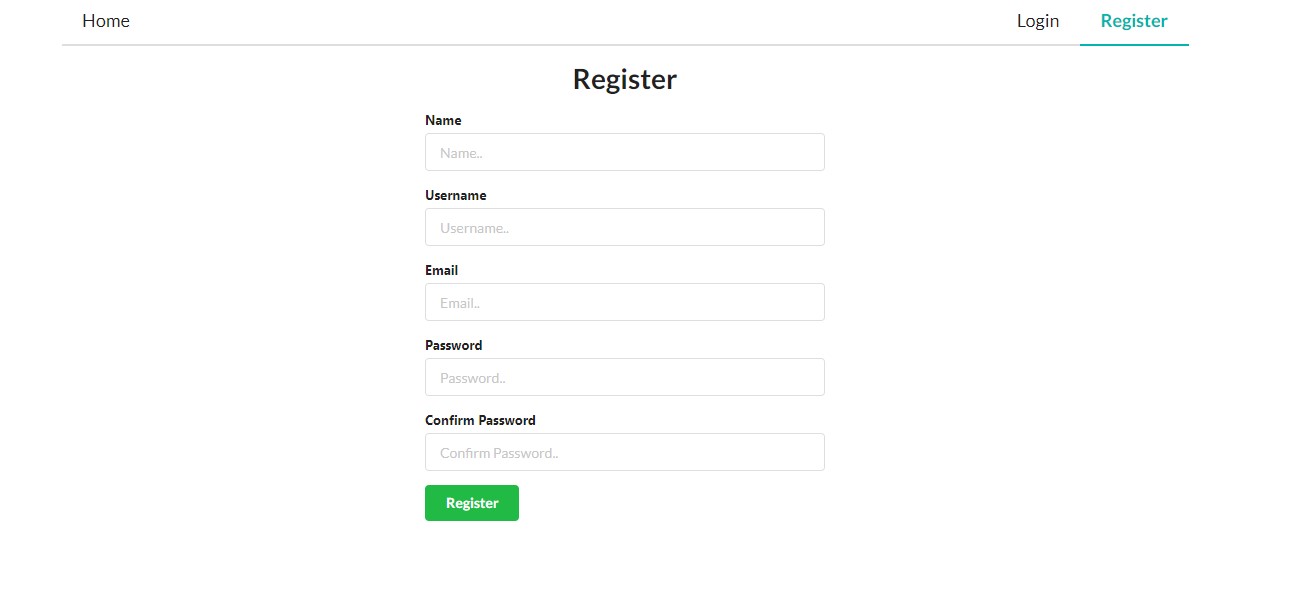 Home Login Register
Register
Name
Name..
Username
Username..
Email
Email..
Password
Password..
Confirm Password
Confirm Password..
Register